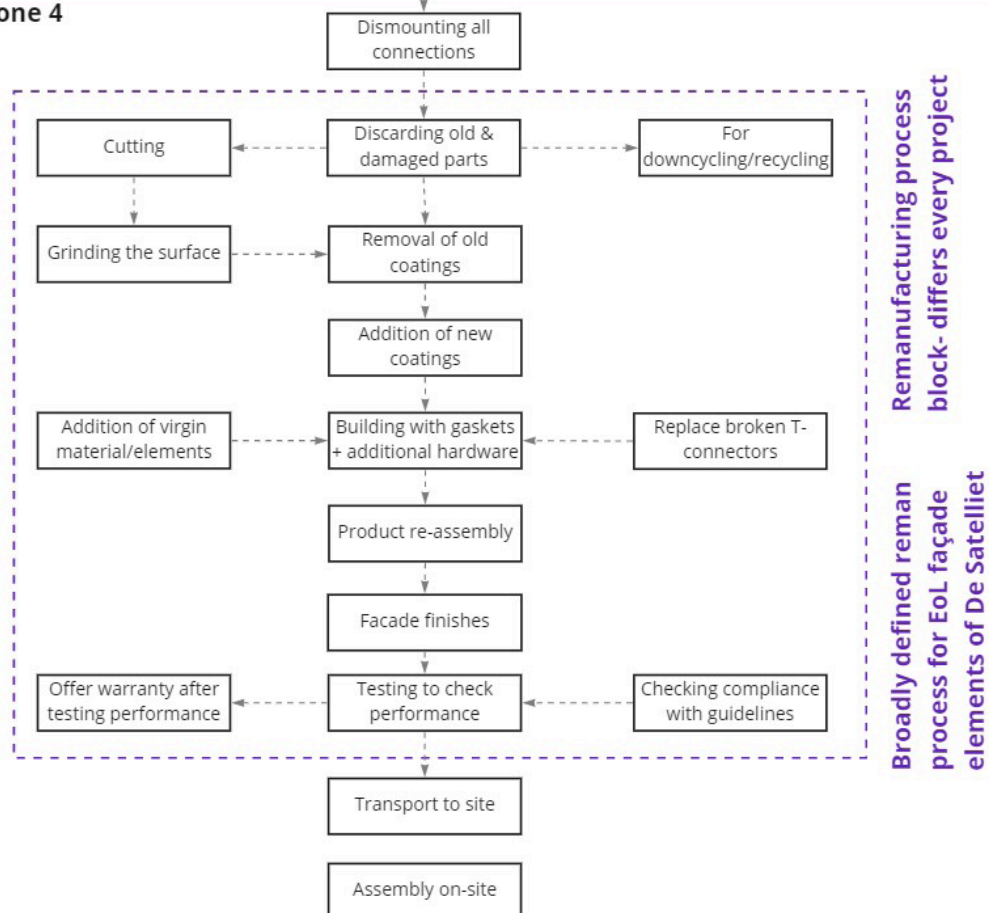 one 4
Dismounting all
connections
Cutting
Discarding old &
damaged parts
For
downcycling/recycling
Grinding the surface
Removal of old
coatings
Addition of new
coatings
Addition of virgin
material/elements
Building with gaskets
+ additional hardware
Replace broken T-
connectors
Product re-assembly
Facade finishes
Offer warranty after
testing performance
Testing to check
performance
Checking compliance
with guidelines
Transport to site
Assembly on-site
Remanufacturing process
block- differs every project
Broadly defined reman
process for EoL façade
elements of De Satelliet